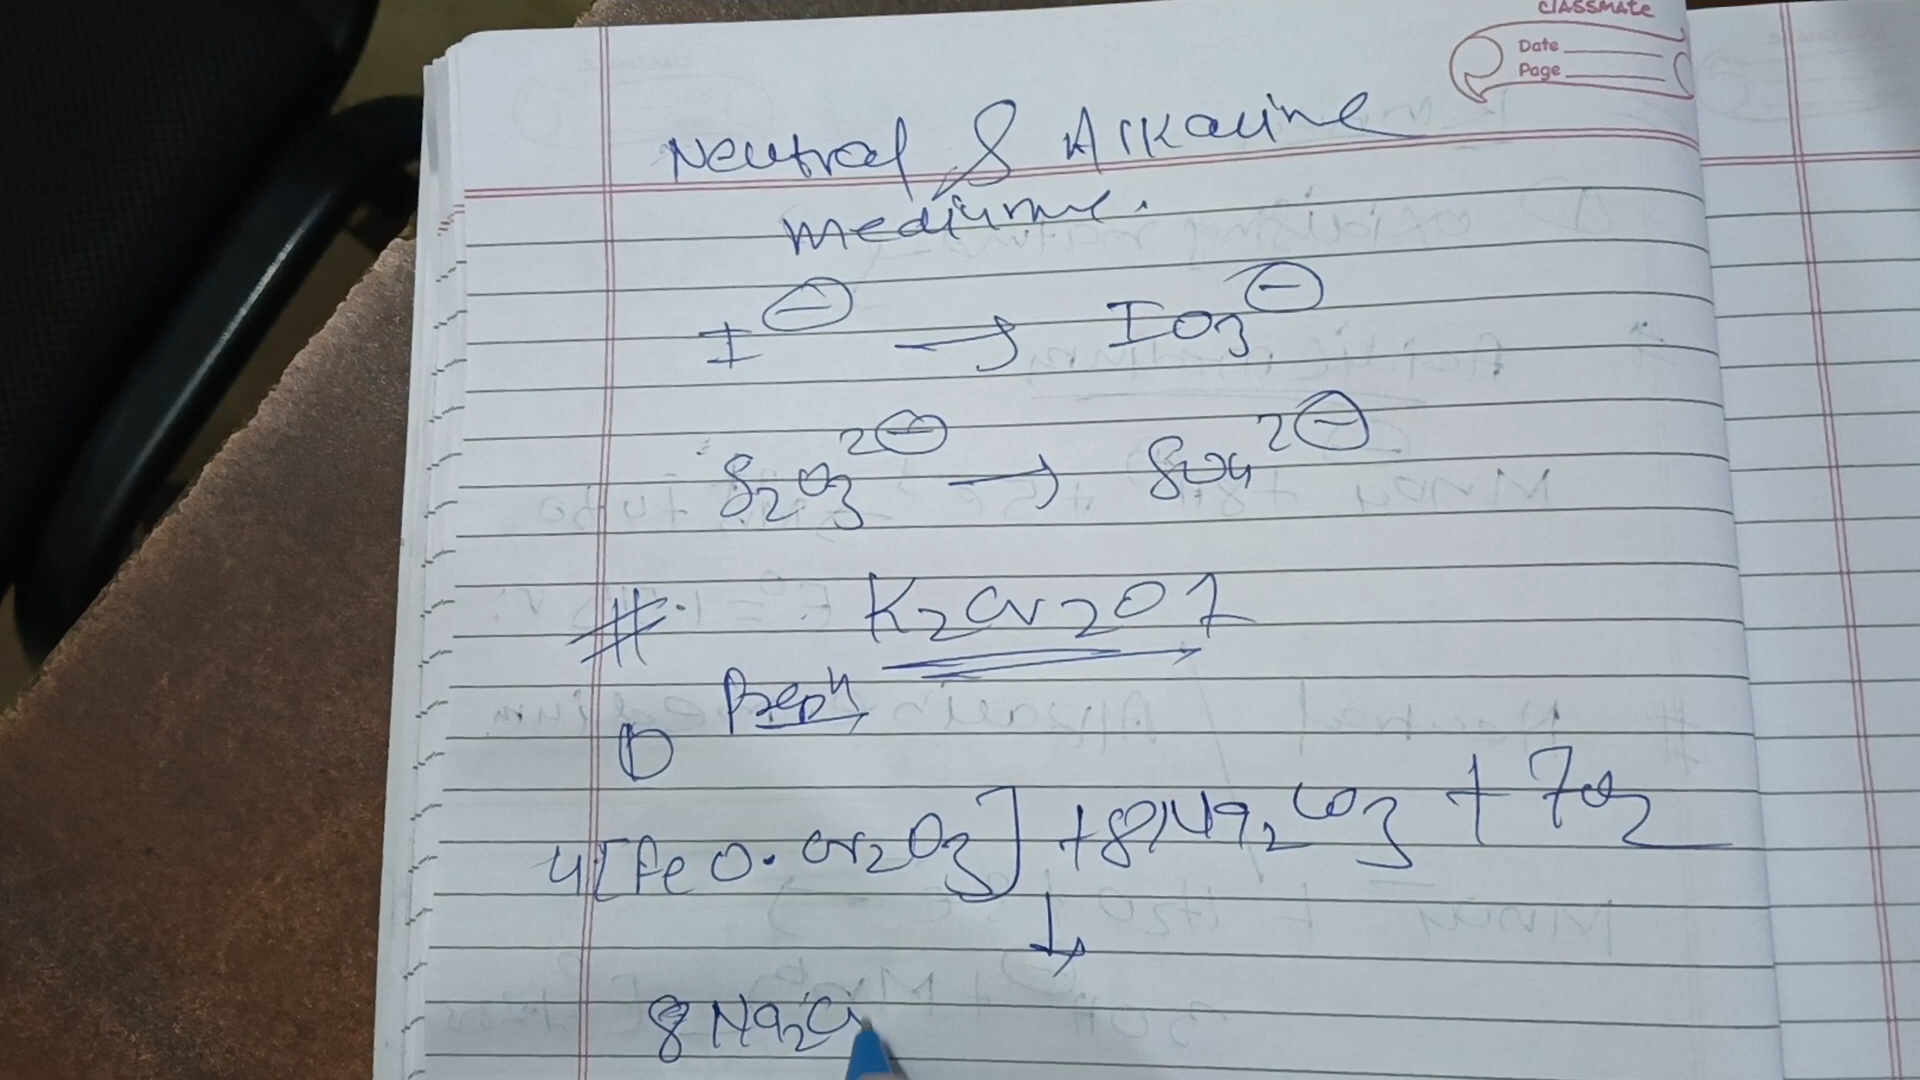 CLASSMATE
Date
Page
Neutral & Alkaline
medium.
I⊖ → IO3⊖
S2O3 2⊖ → SO4 2⊖
#. K2Cr2O7
① Prepn
4[FeO·Cr2O3] + 8Na2CO3 + 7O2
↓
8Na2Cr